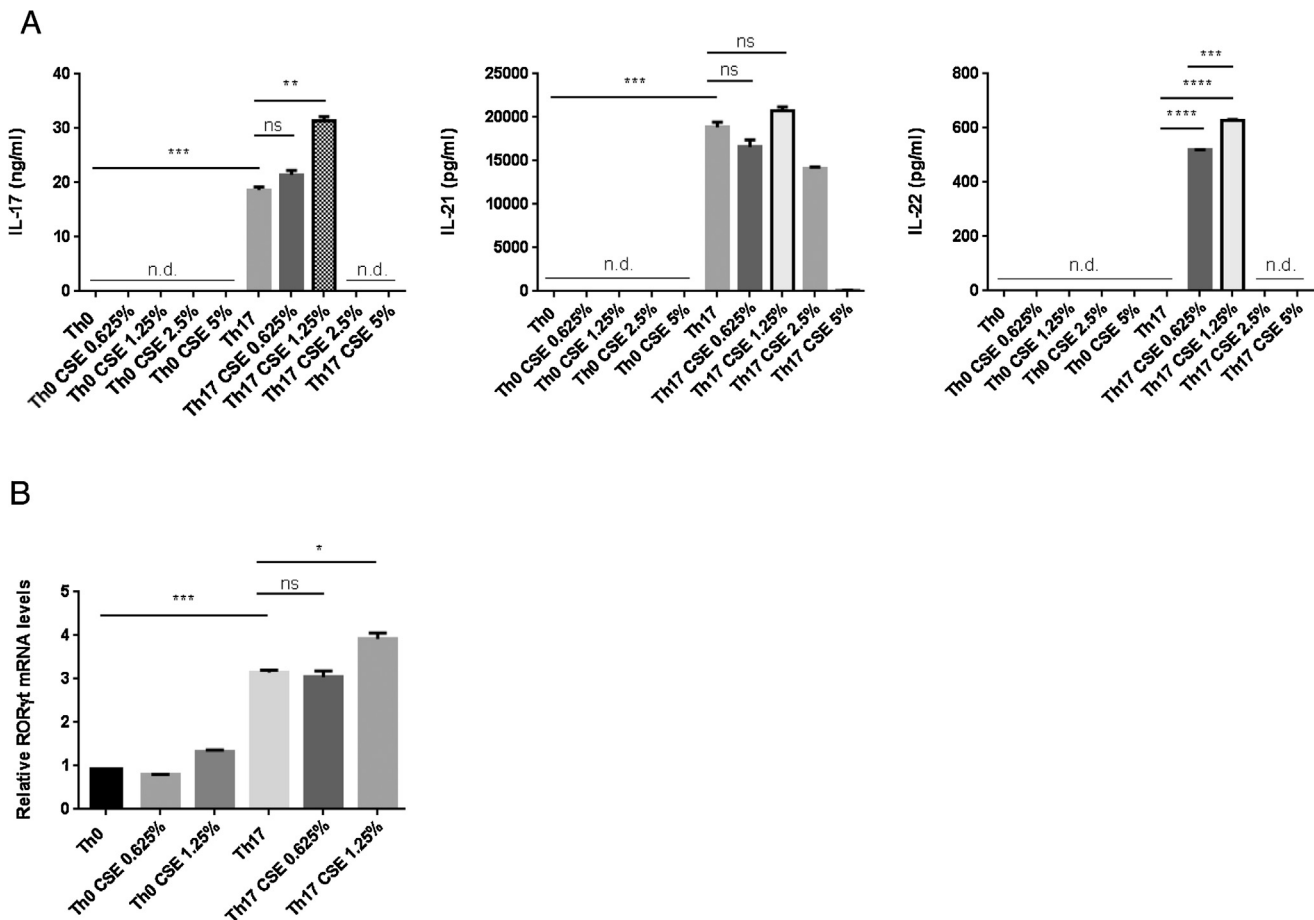 A
IL-17 (ng/ml)
40
30
20
10
0
***
ns
**
n.d.
n.d.
Th0
Th0 CSE 0.625%
Th0 CSE 1.25%
Th0 CSE 2.5%
Th0 CSE 5%
Th17
Th17 CSE 0.625%
Th17 CSE 1.25%
Th17 CSE 2.5%
Th17 CSE 5%
IL-21 (pg/ml)
25000
20000
15000
10000
5000
0
ns
ns
***
n.d.
Th0
Th0 CSE 0.625%
Th0 CSE 1.25%
Th0 CSE 2.5%
Th0 CSE 5%
Th17
Th17 CSE 0.625%
Th17 CSE 1.25%
Th17 CSE 2.5%
Th17 CSE 5%
IL-22 (pg/ml)
800
600
400
200
0
***
****
****
n.d.
n.d.
Th0
Th0 CSE 0.625%
Th0 CSE 1.25%
Th0 CSE 2.5%
Th0 CSE 5%
Th17
Th17 CSE 0.625%
Th17 CSE 1.25%
Th17 CSE 2.5%
Th17 CSE 5%
B
Relative RORγt mRNA levels
5
4
3
2
1
0
*
ns
***
Th0
Th0 CSE 0.625%
Th0 CSE 1.25%
Th17
Th17 CSE 0.625%
Th17 CSE 1.25%